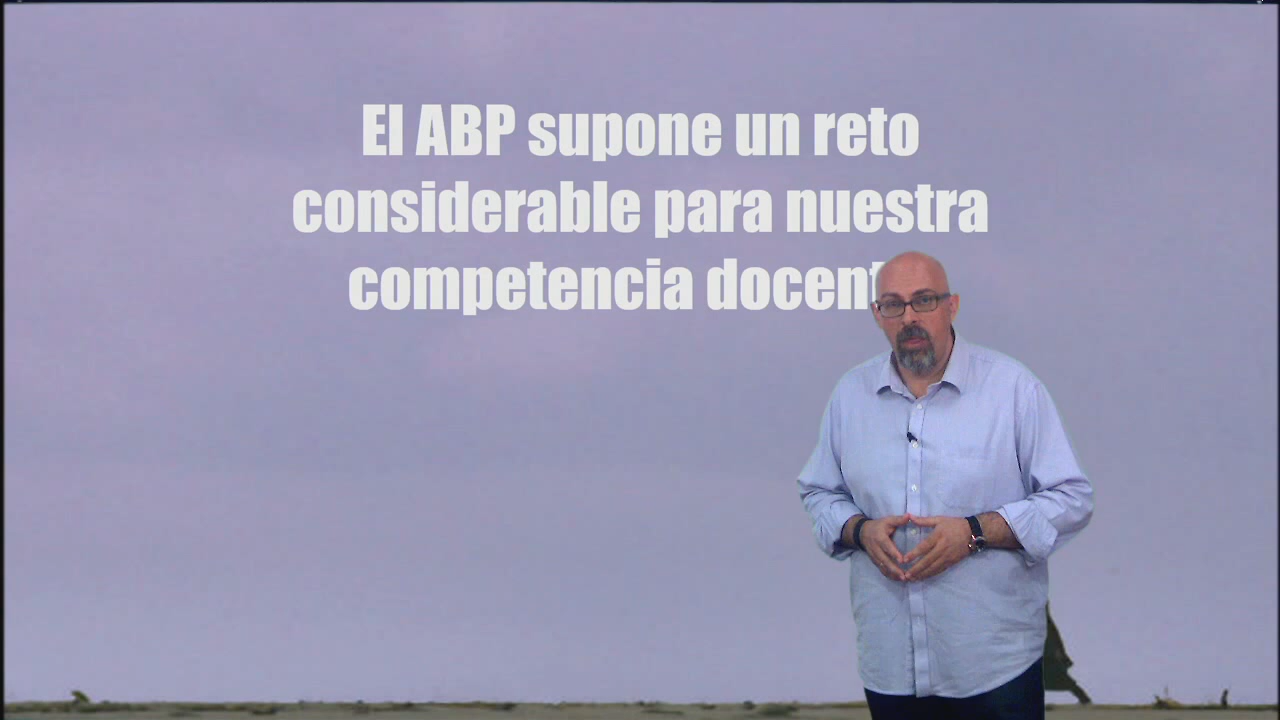 El ABP supone un reto
considerable para nuestra
competencia docent